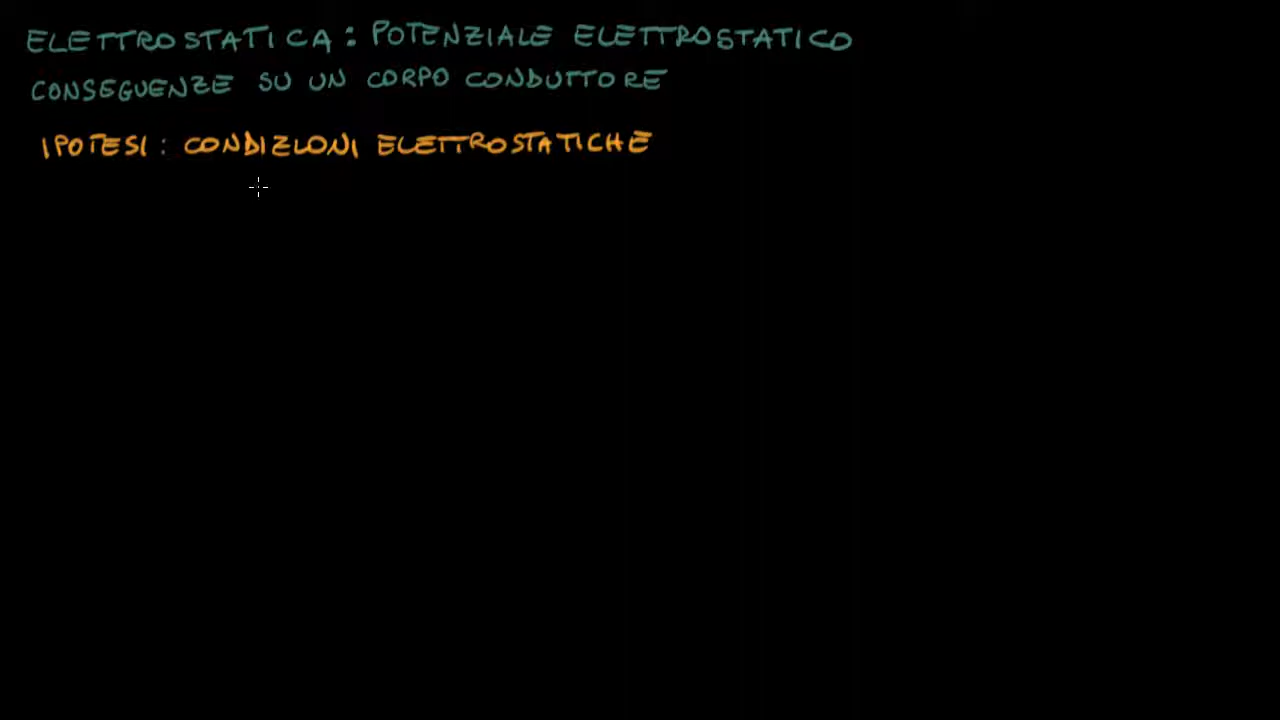 ELETTROSTATICA: POTENZIALE ELETTROSTATICO
CONSEGUENZE SU UN CORPO CONDUTTORE
IPOTESI: CONDIZIONI ELETTROSTATICHE